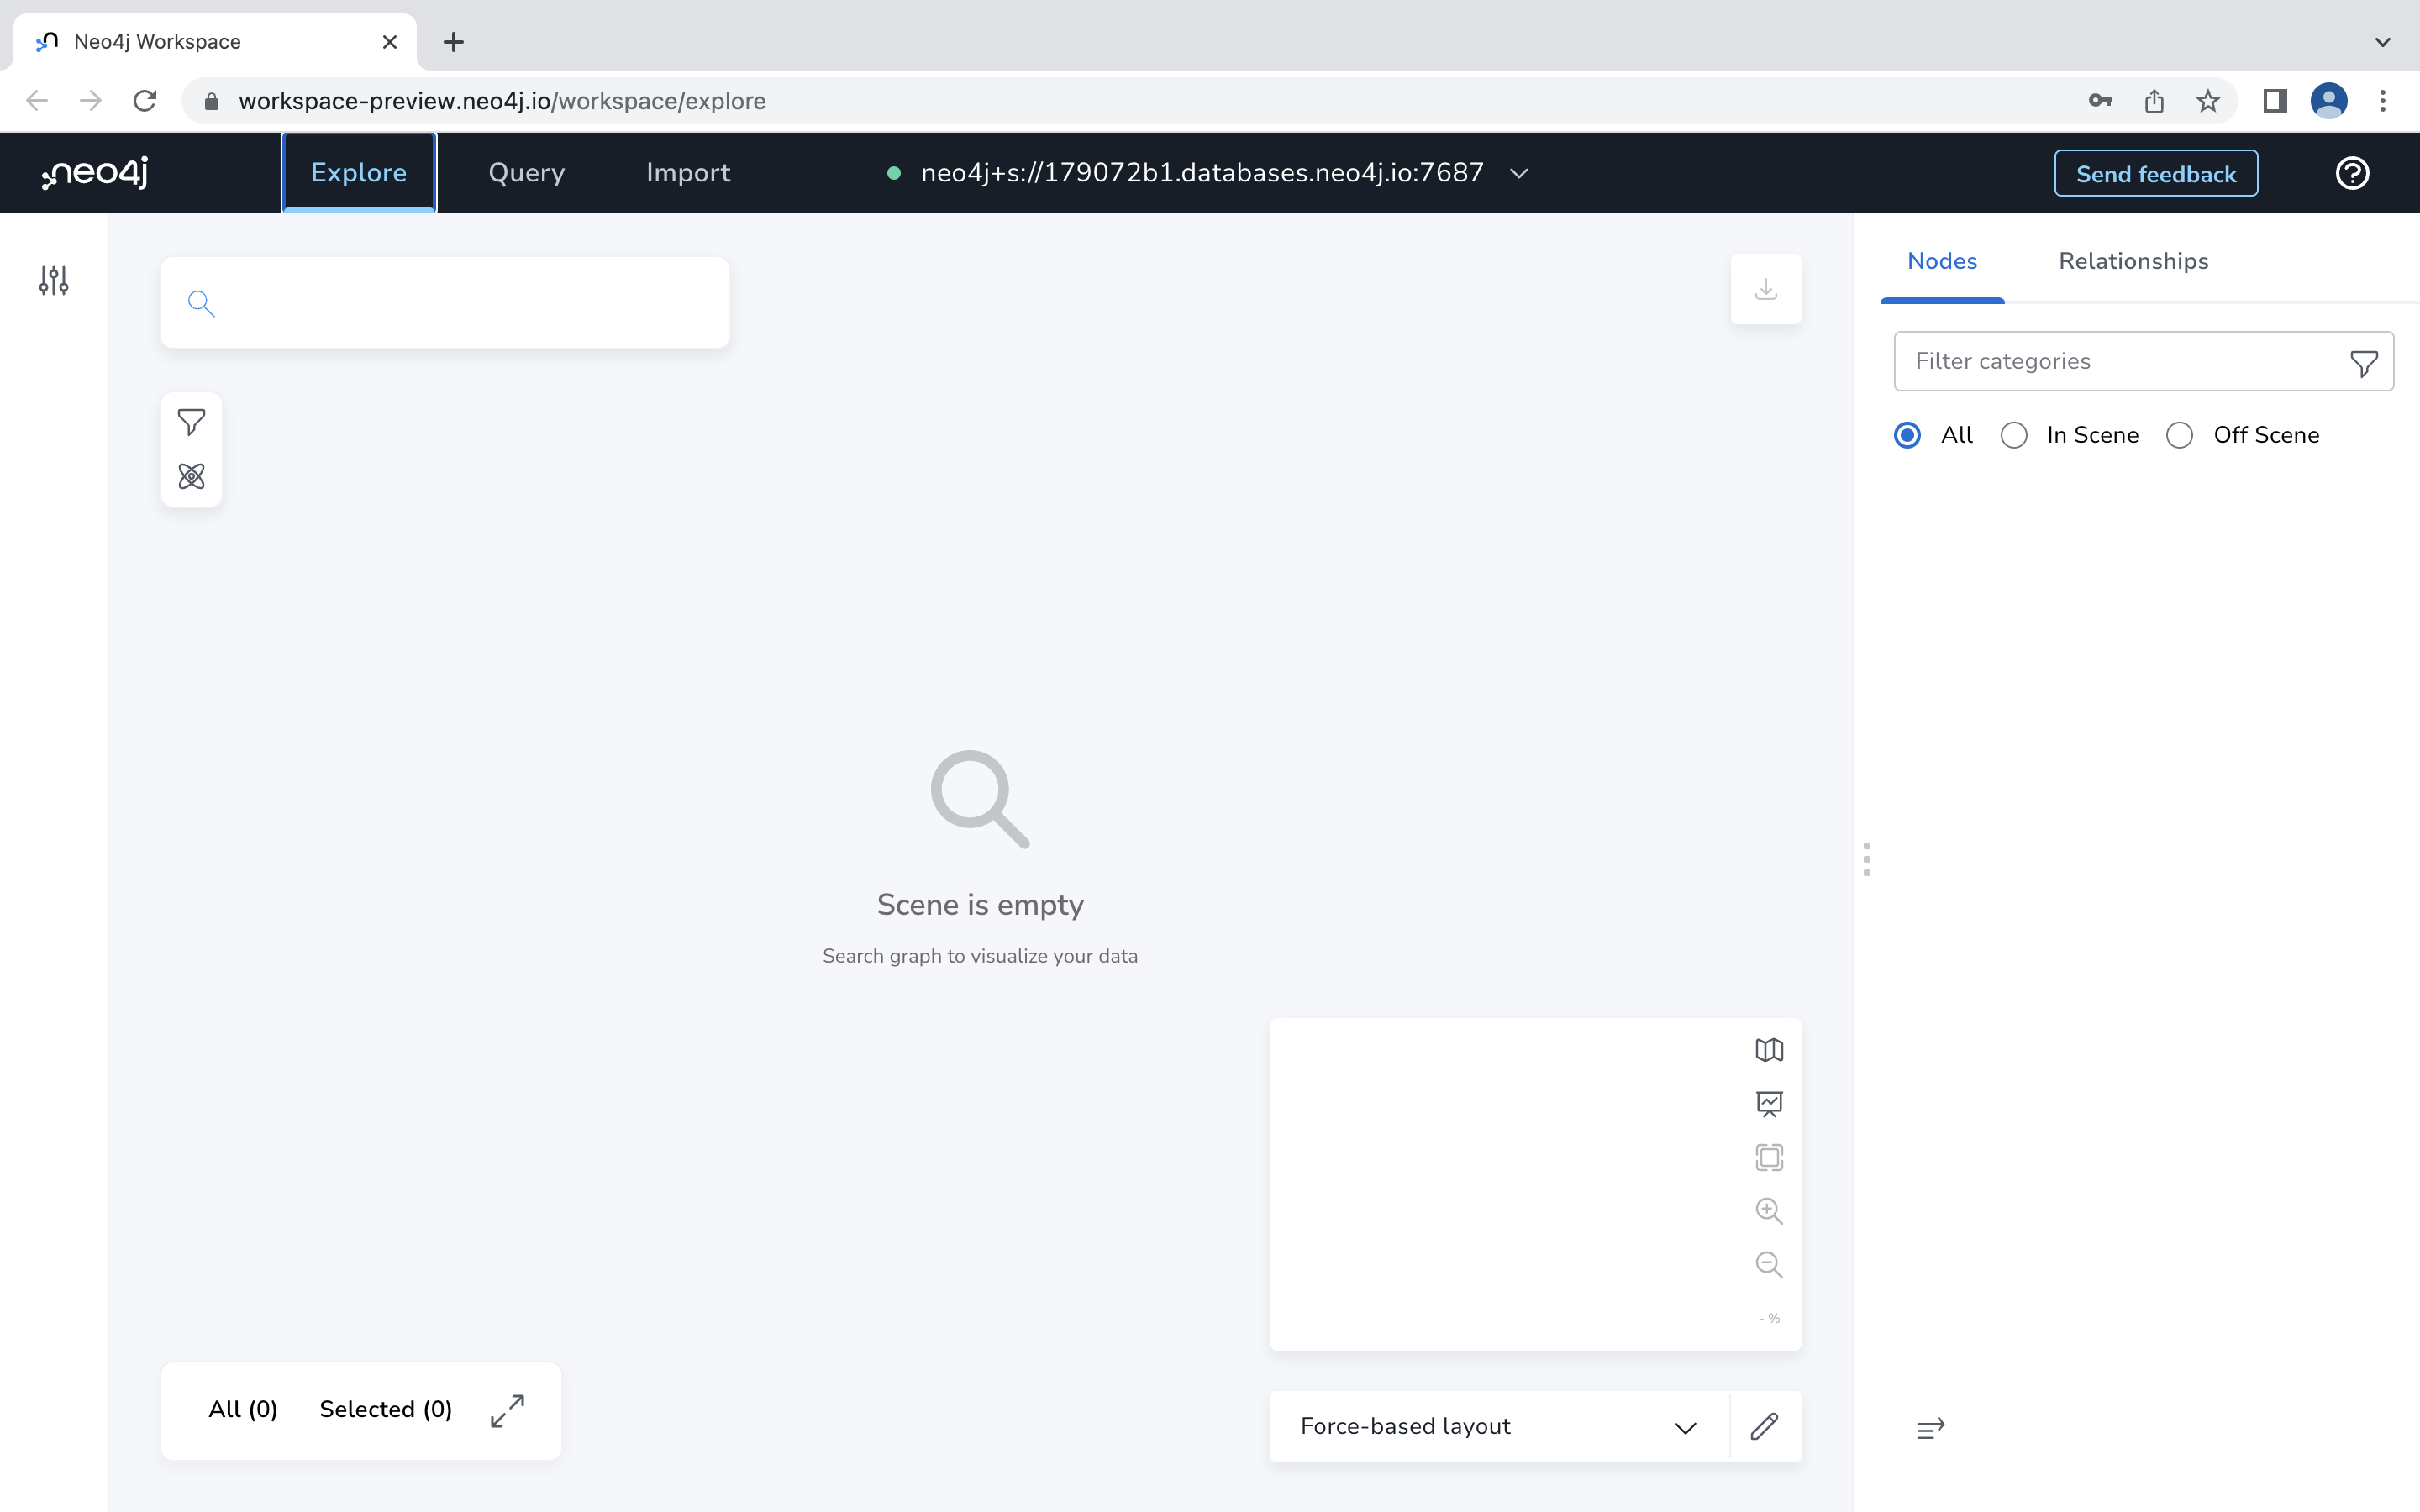 Neo4j Workspace
workspace-preview.neo4j.io/workspace/explore
neo4j
Explore
Query
Import
neo4j+s://179072b1.databases.neo4j.io:7687
Send feedback
Nodes
Relationships
Filter categories
All
In Scene
Off Scene
Scene is empty
Search graph to visualize your data
- %
All (0)
Selected (0)
Force-based layout